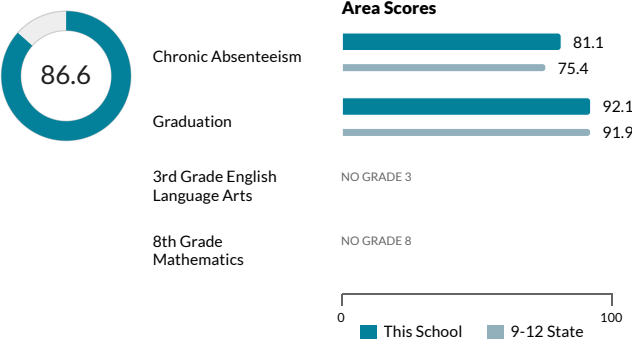 Area Scores
86.6
Chronic Absenteeism
81.1
75.4
Graduation
92.1
91.9
3rd Grade English
Language Arts
NO GRADE 3
8th Grade
Mathematics
NO GRADE 8
0
100
This School
9-12 State